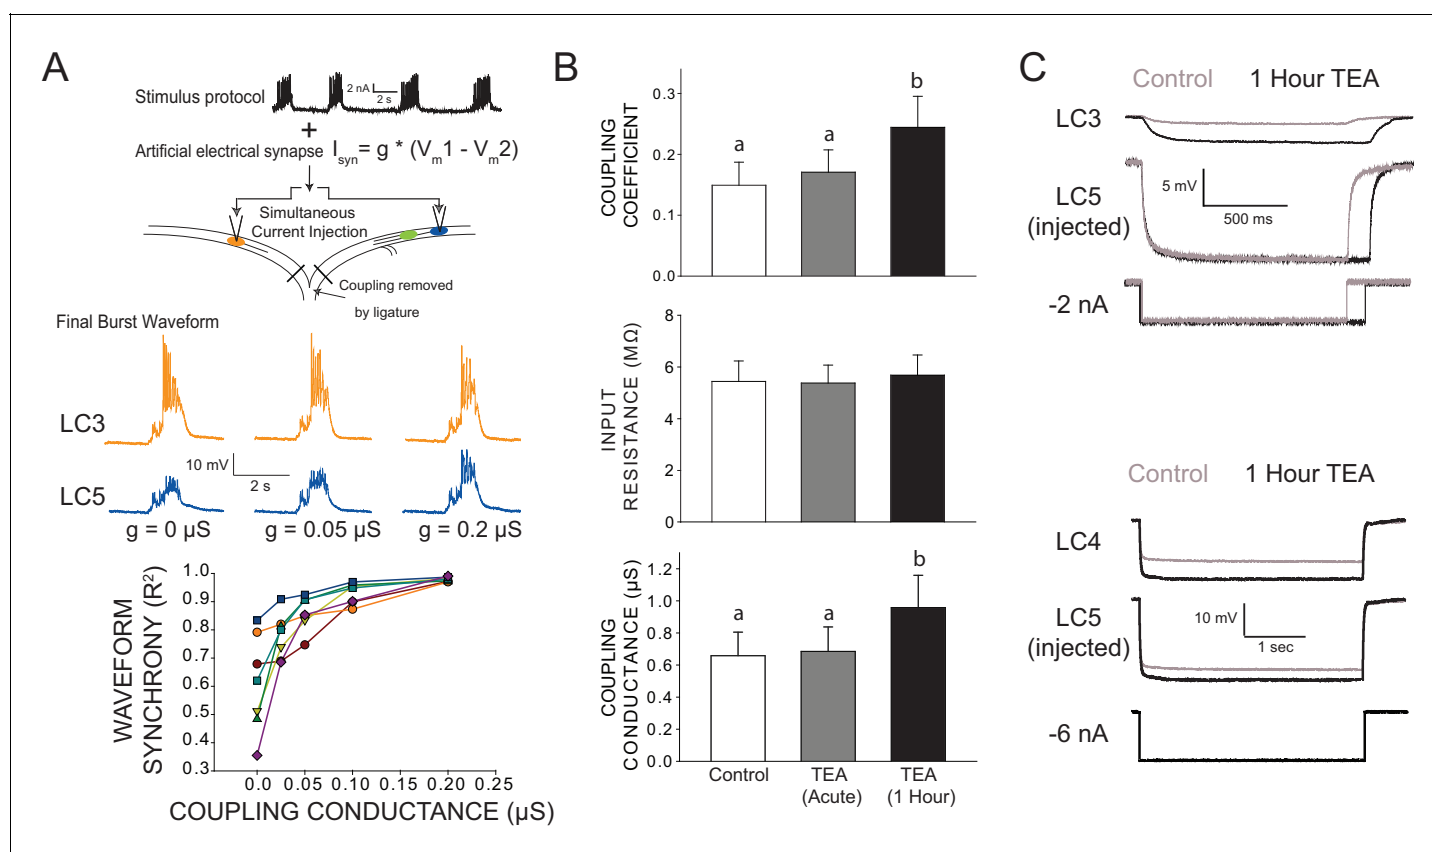 A
Stimulus protocol
2 nA
2 s
+
Artificial electrical synapse Isyn= g * (Vm1 - Vm2)
Simultaneous
Current Injection
Coupling removed
by ligature
Final Burst Waveform
LC3
10 mV
2 s
LC5
g = 0 µS g = 0.05 µS g = 0.2 µS
WAVEFORM
SYNCHRONY (R2)
1.0
0.9
0.8
0.7
0.6
0.5
0.4
0.3
0.0 0.05 0.10 0.15 0.20 0.25
COUPLING CONDUCTANCE (µS)
B
COUPLING
COEFFICIENT
0.3
0.2
0.1
0.0
a a b
INPUT
RESISTANCE (MΩ)
8
6
4
2
0
COUPLING
CONDUCTANCE (µS)
1.2
1.0
0.8
0.6
0.4
0.2
0.0
a a b
Control TEA TEA
(Acute) (1 Hour)
C
Control 1 Hour TEA
LC3
LC5
(injected)
5 mV
500 ms
-2 nA
Control 1 Hour TEA
LC4
LC5
(injected)
10 mV
1 sec
-6 nA